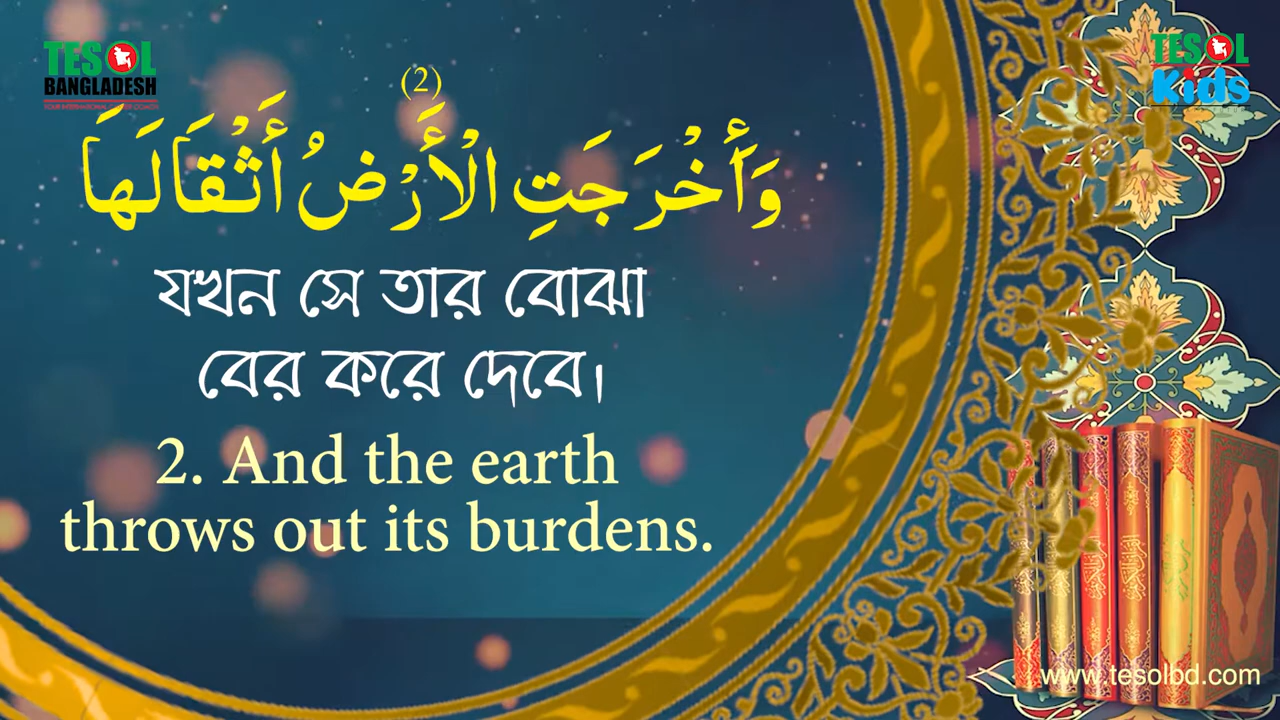 TESOL
BANGLADESH
TESOL
Kids
(2)
وَأَخْرَجَتِ الْأَرْضُ أَثْقَالَهَا
যখন সে তার বোঝা
বের করে দেবে।
2. And the earth
throws out its burdens.
www.tesolbd.com